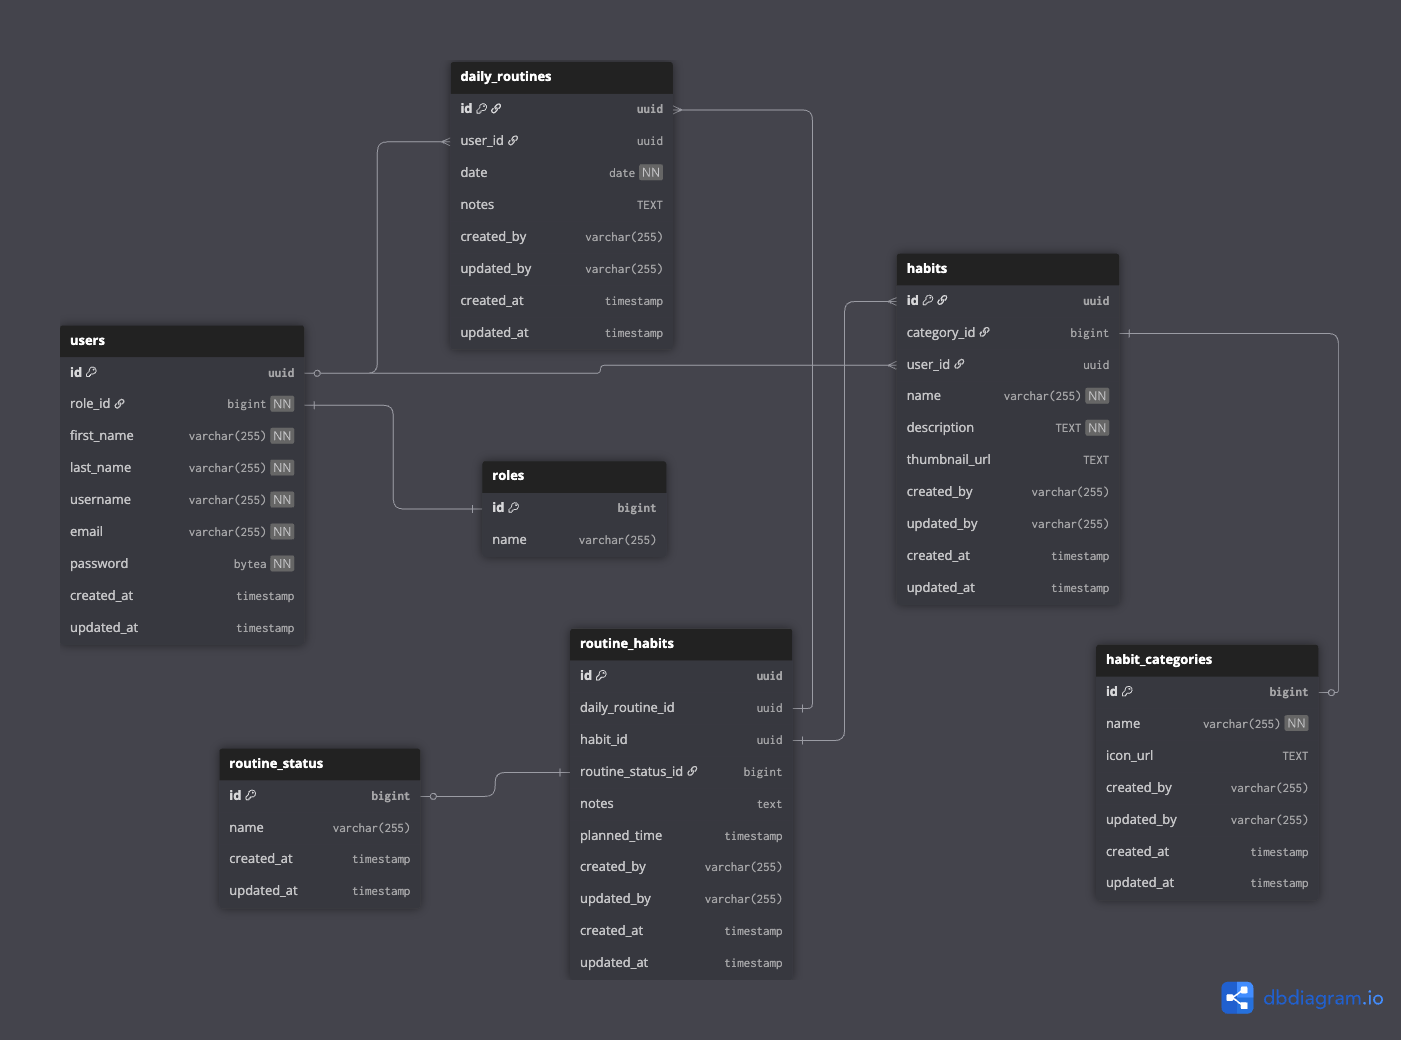 daily_routines
id uuid
user_id uuid
date date NN
notes TEXT
created_by varchar(255)
updated_by varchar(255)
created_at timestamp
updated_at timestamp
users
id uuid
role_id bigint NN
first_name varchar(255) NN
last_name varchar(255) NN
username varchar(255) NN
email varchar(255) NN
password bytea NN
created_at timestamp
updated_at timestamp
habits
id uuid
category_id bigint
user_id uuid
name varchar(255) NN
description TEXT NN
thumbnail_url TEXT
created_by varchar(255)
updated_by varchar(255)
created_at timestamp
updated_at timestamp
roles
id bigint
name varchar(255)
routine_habits
id uuid
daily_routine_id uuid
habit_id uuid
routine_status_id bigint
notes text
planned_time timestamp
created_by varchar(255)
updated_by varchar(255)
created_at timestamp
updated_at timestamp
habit_categories
id bigint
name varchar(255) NN
icon_url TEXT
created_by varchar(255)
updated_by varchar(255)
created_at timestamp
updated_at timestamp
routine_status
id bigint
name varchar(255)
created_at timestamp
updated_at timestamp
dbdiagram.io